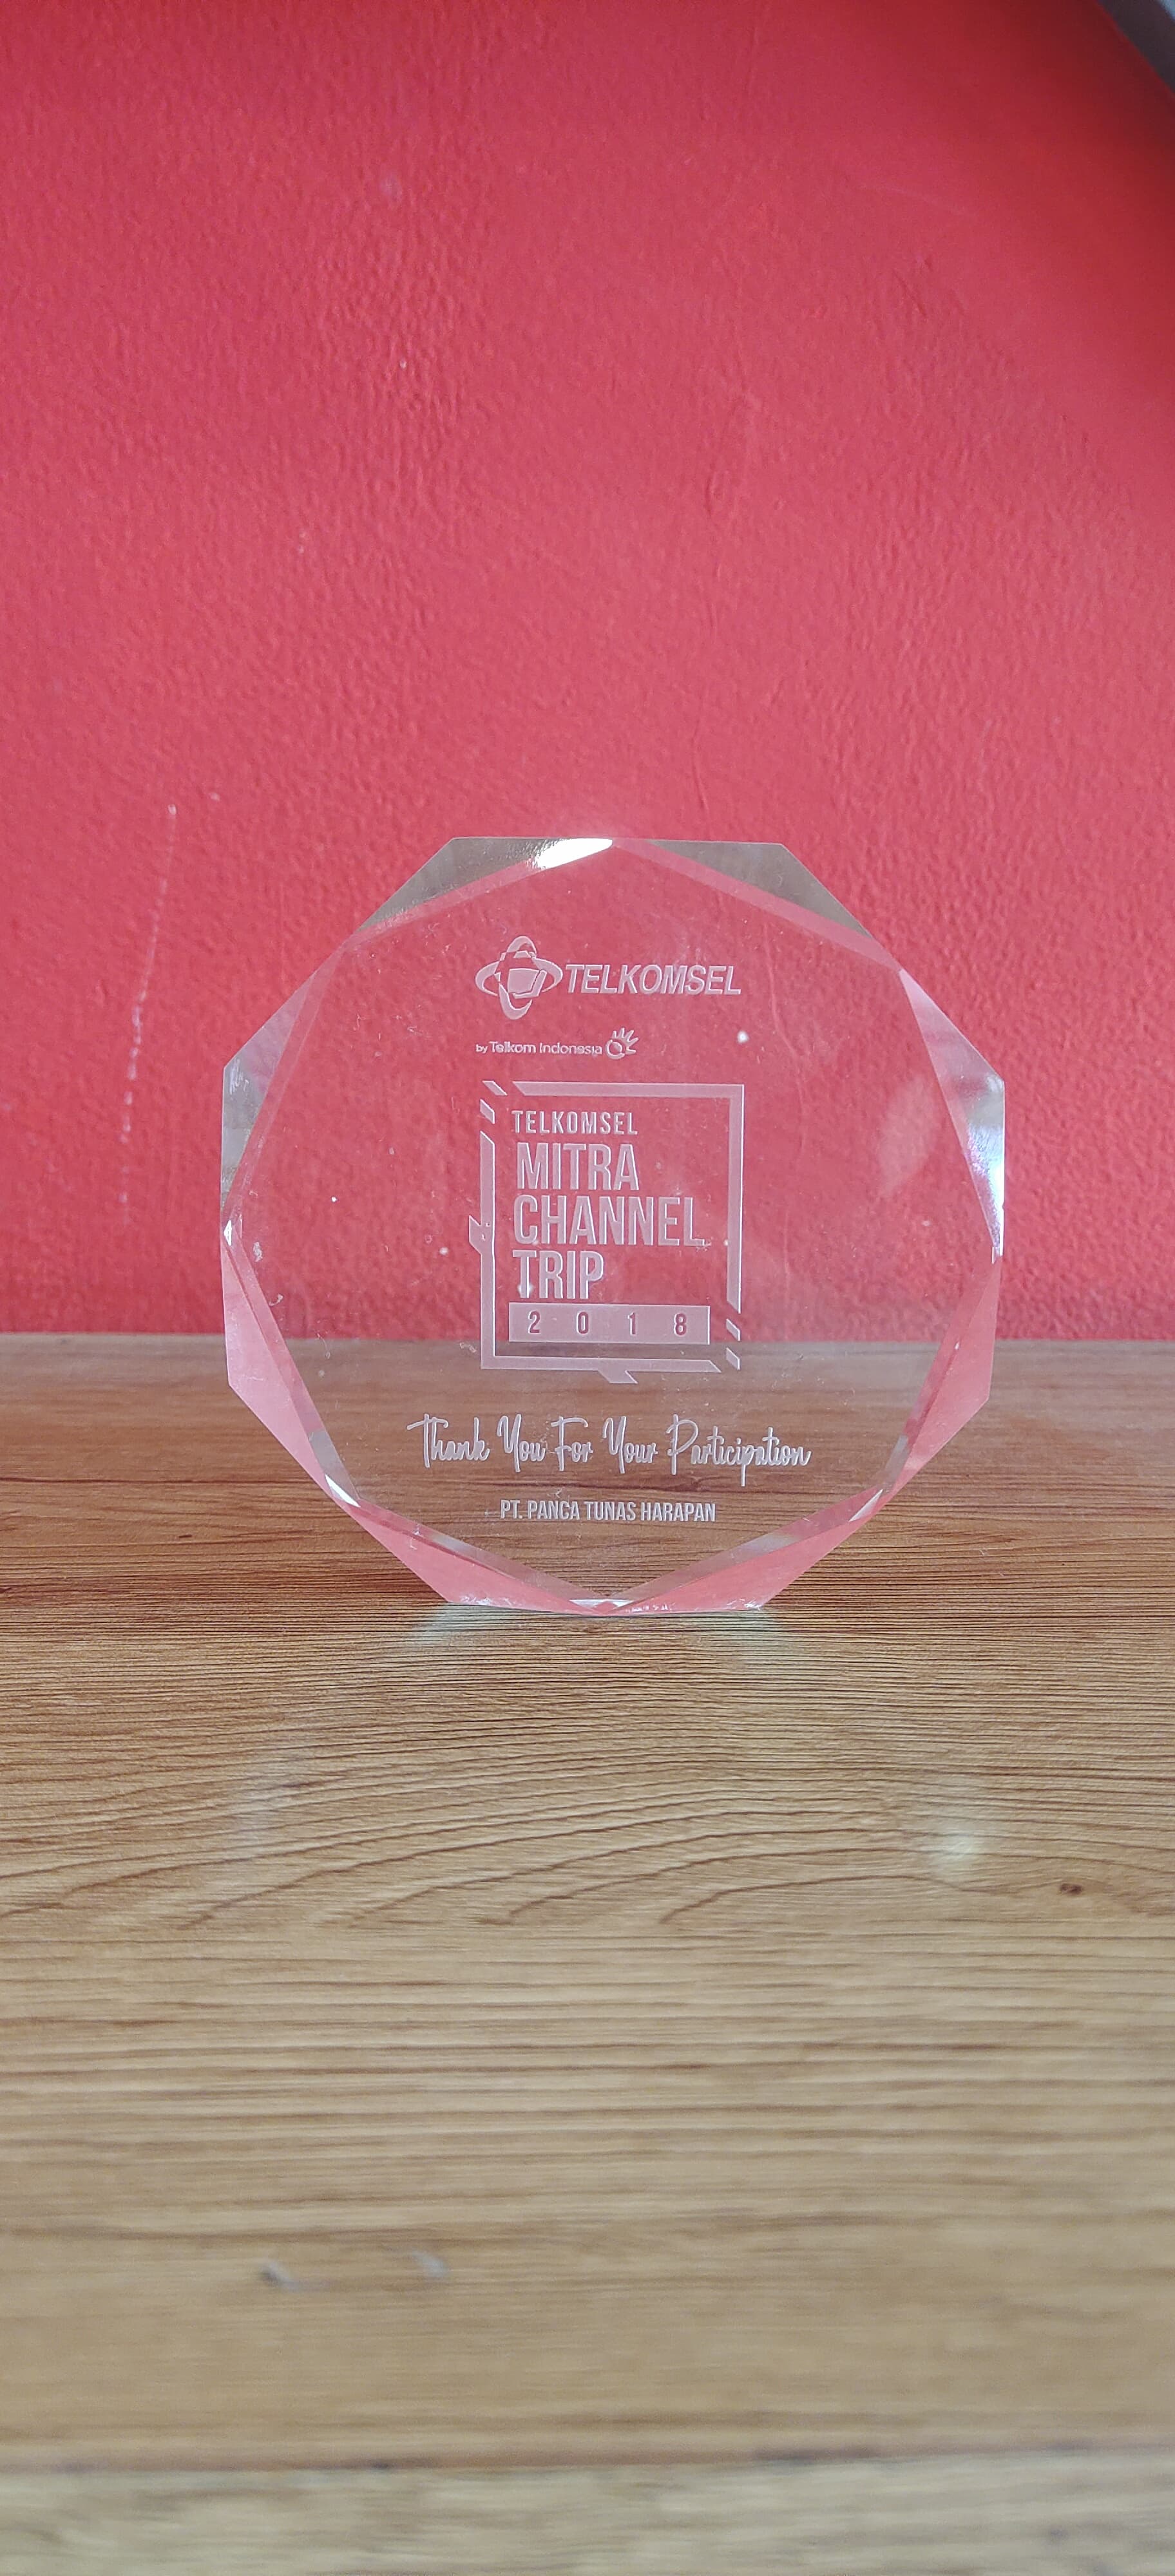 TELKOMSEL
by Telkom Indonesia
TELKOMSEL
MITRA
CHANNEL
TRIP
2018
Thank You For Your Participation
PT. PANCA TUNAS HARAPAN